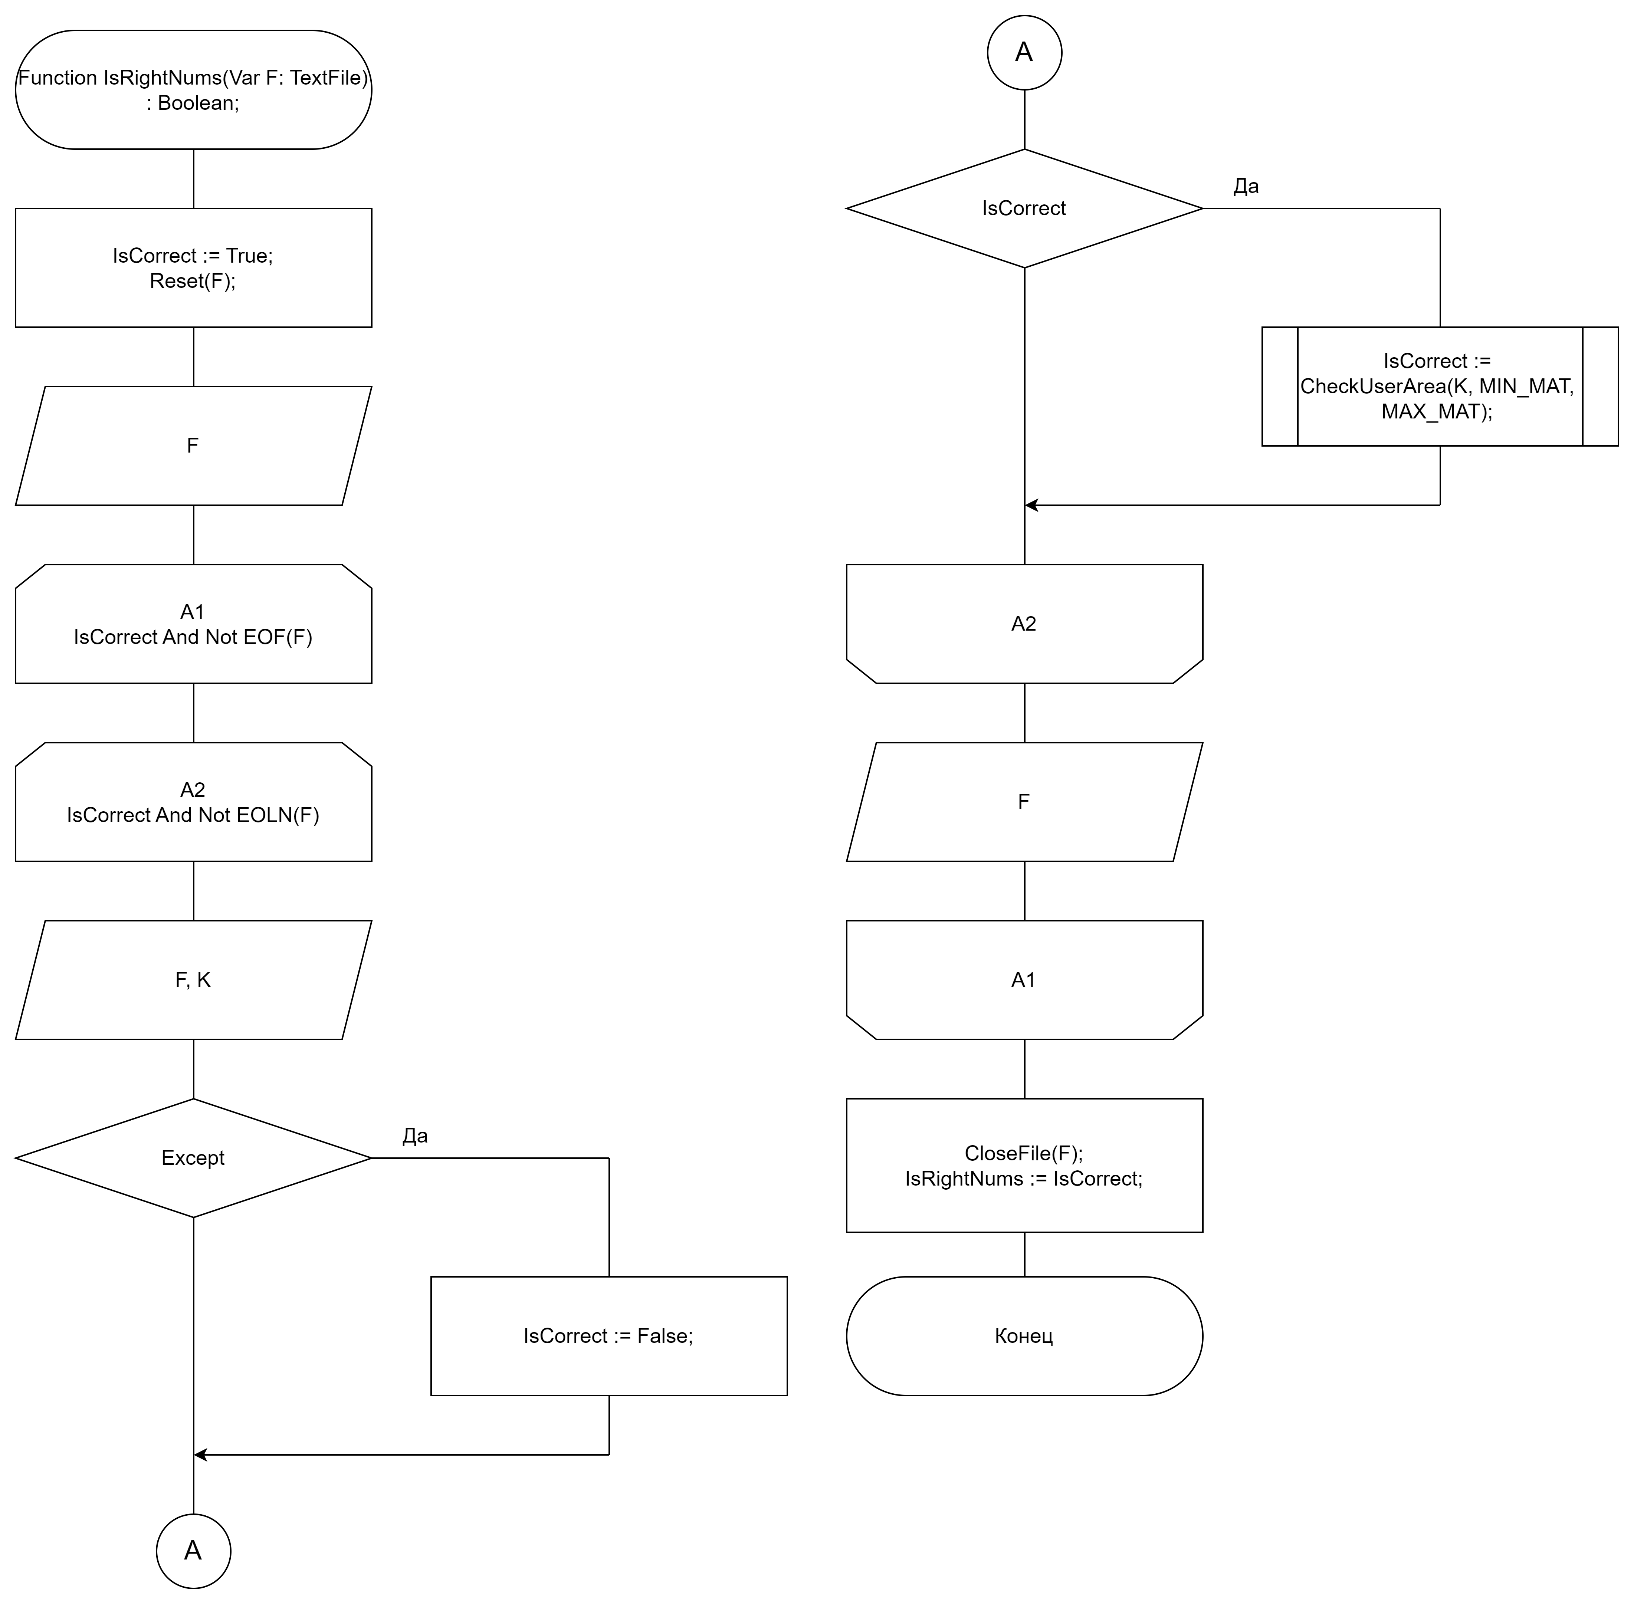 Function IsRightNums(Var F: TextFile)
: Boolean;
IsCorrect := True;
Reset(F);
F
A1
IsCorrect And Not EOF(F)
A2
IsCorrect And Not EOLN(F)
F, K
Except
Да
IsCorrect := False;
A
A
IsCorrect
Да
IsCorrect :=
CheckUserArea(K, MIN_MAT,
MAX_MAT);
A2
F
A1
CloseFile(F);
IsRightNums := IsCorrect;
Конец